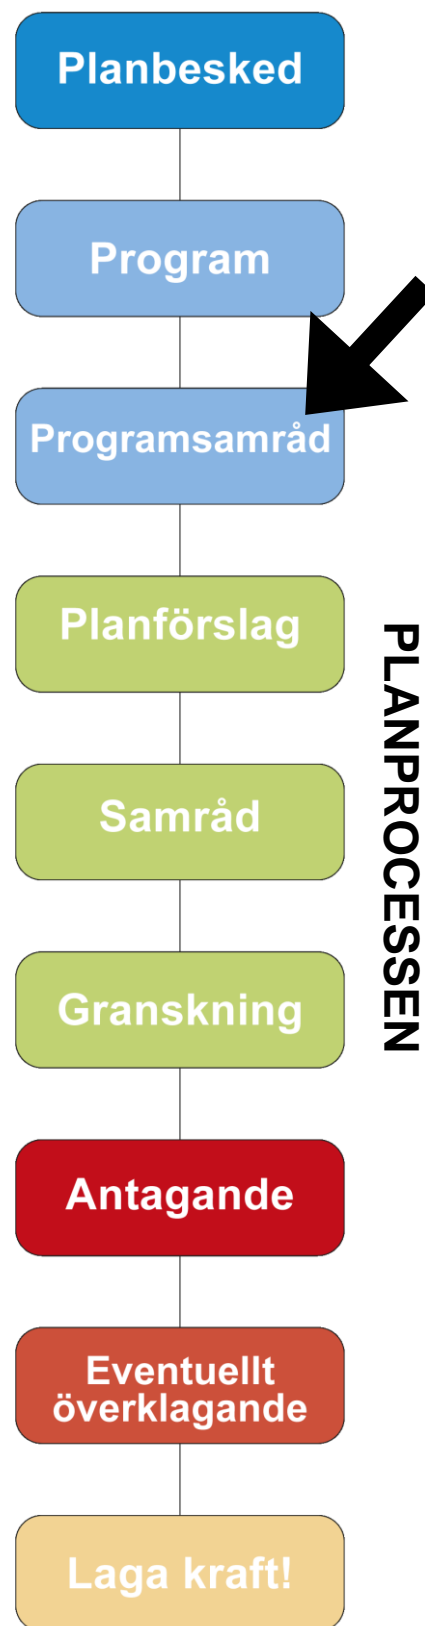 Planbesked
Program
Programsamråd
Planförslag
Samråd
Granskning
Antagande
Eventuellt
överklagande
Laga kraft!
PLANPROCESSEN